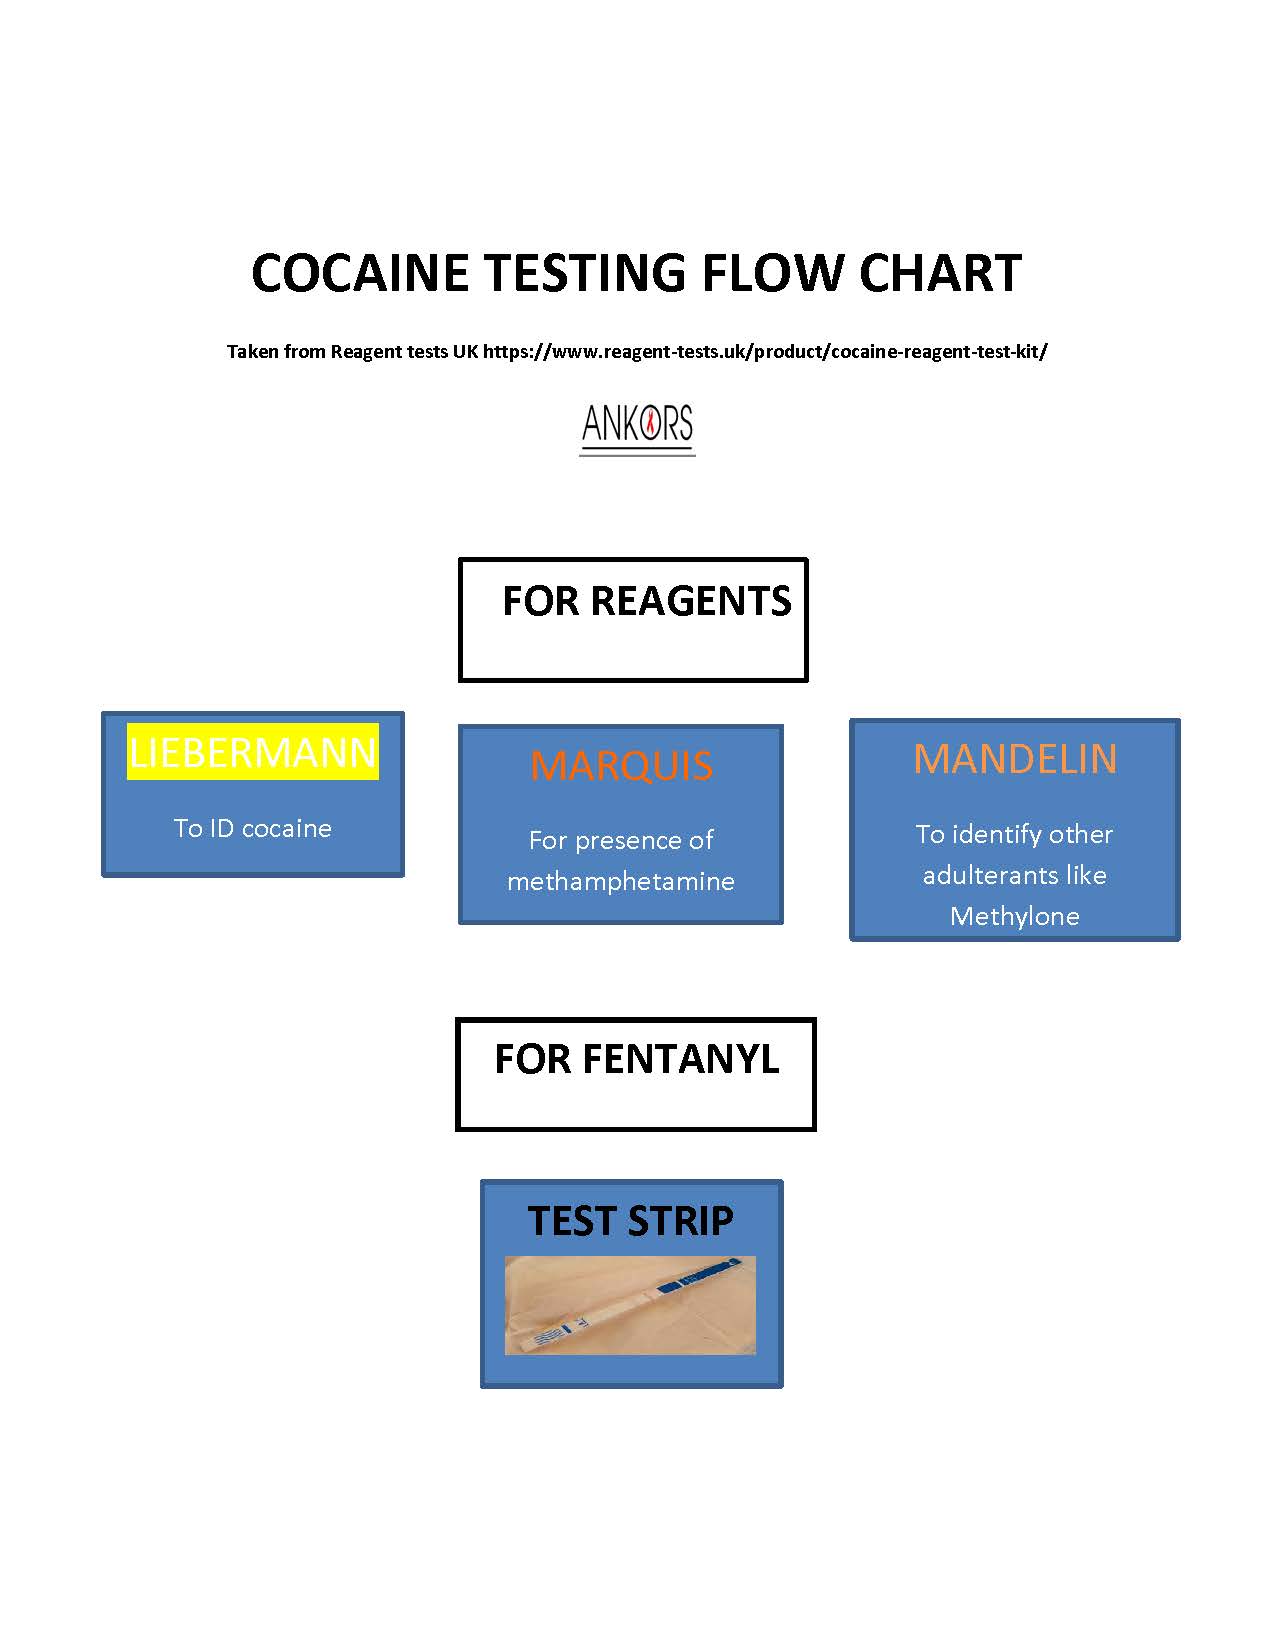 COCAINE TESTING FLOW CHART
Taken from Reagent tests UK https://www.reagent-tests.uk/product/cocaine-reagent-test-kit/
ANKORS
FOR REAGENTS
LIEBERMANN
To ID cocaine
MARQUIS
For presence of
methamphetamine
MANDELIN
To identify other
adulterants like
Methylone
FOR FENTANYL
TEST STRIP